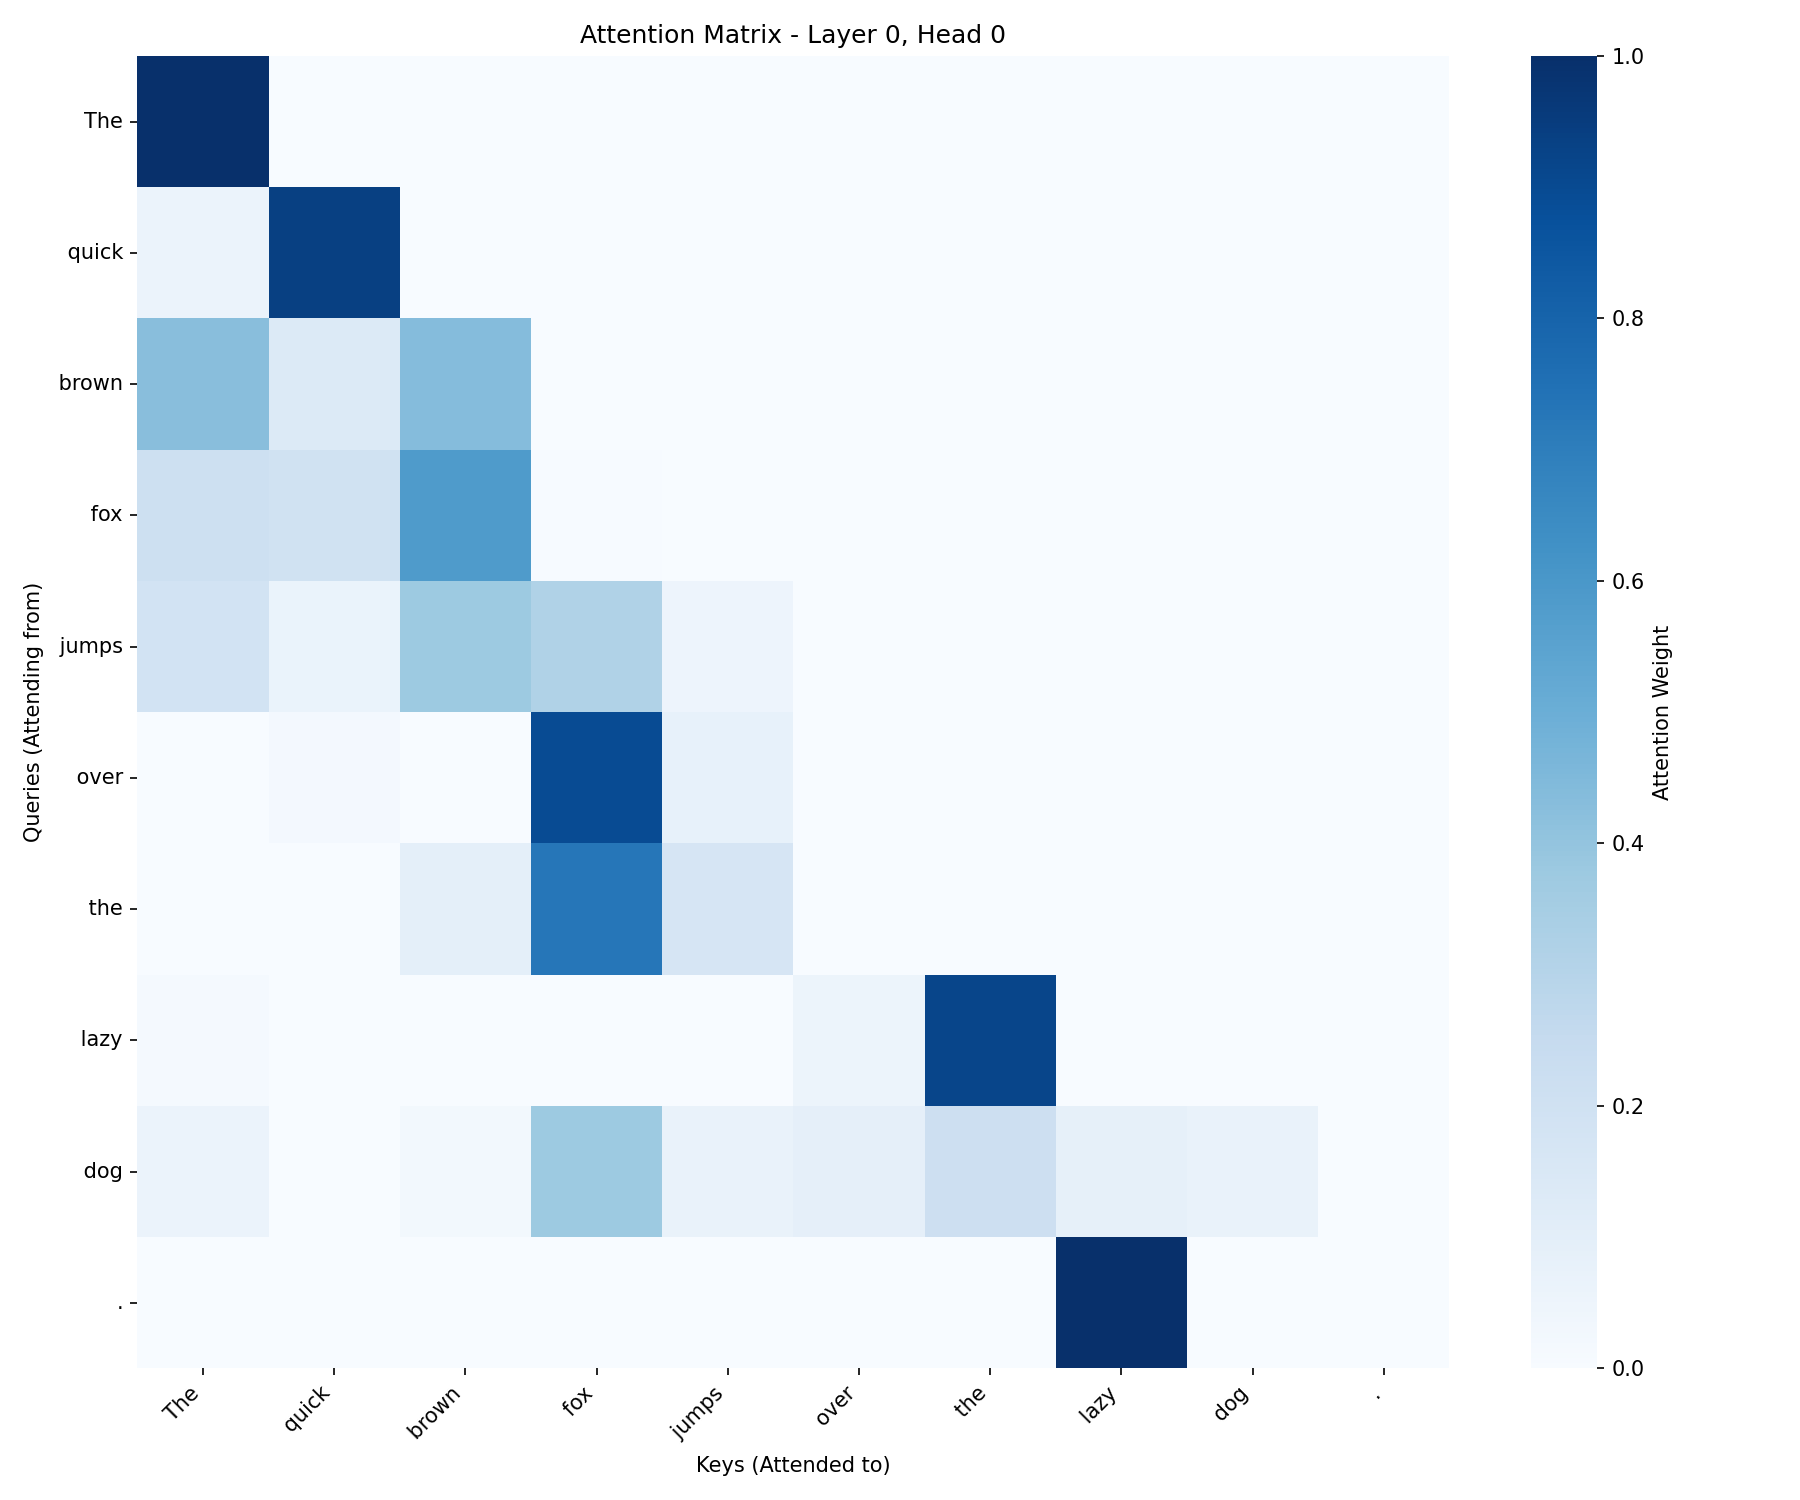 Attention Matrix - Layer 0, Head 0
The
quick
brown
fox
jumps
over
the
lazy
dog
.
Queries (Attending from)
The
quick
brown
fox
jumps
over
the
lazy
dog
.
Keys (Attended to)
1.0
0.8
0.6
0.4
0.2
0.0
Attention Weight